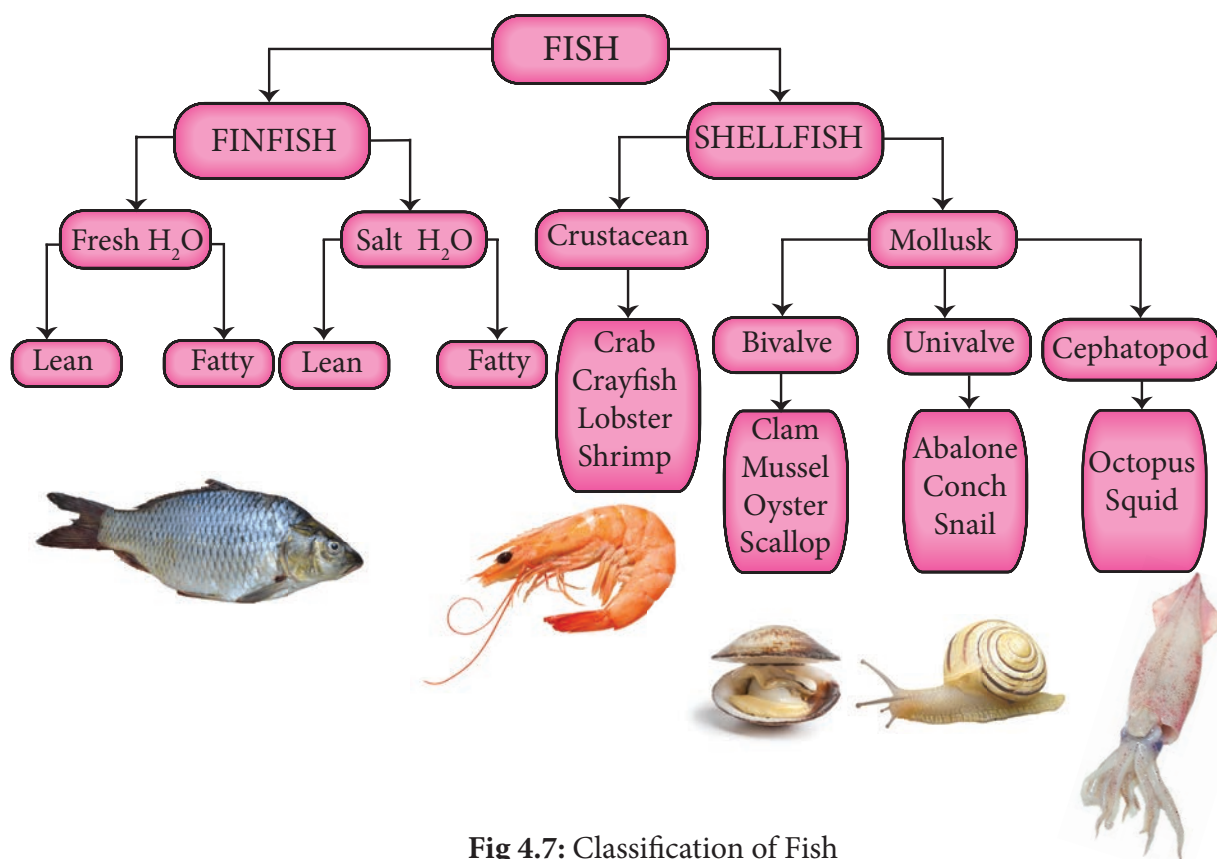 FISH
FINFISH
SHELLFISH
Fresh H₂O
Salt H₂O
Crustacean
Mollusk
Lean
Fatty
Lean
Fatty
Crab
Crayfish
Lobster
Shrimp
Bivalve
Univalve
Cephatopod
Clam
Mussel
Oyster
Scallop
Abalone
Conch
Snail
Octopus
Squid
Fig 4.7: Classification of Fish